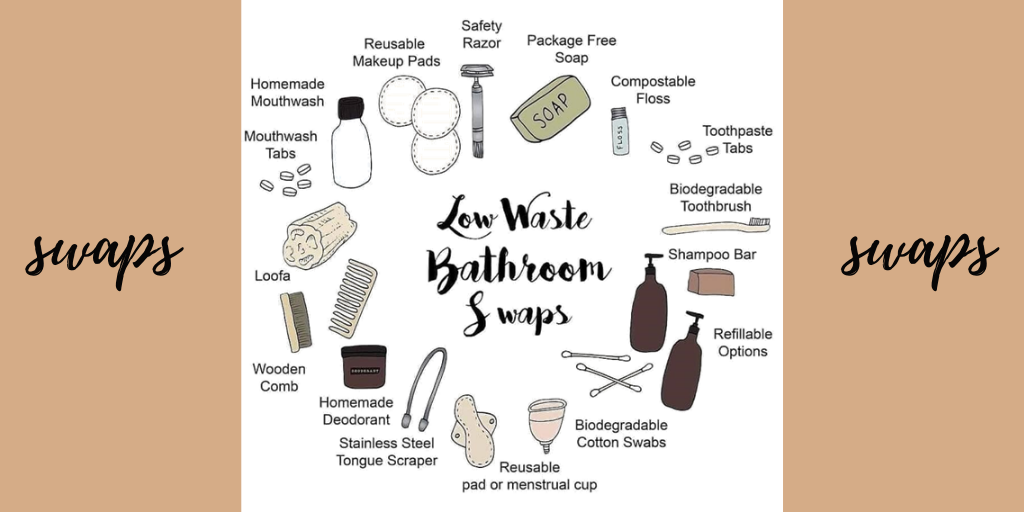 swaps
Safety
Razor
Reusable
Makeup Pads
Package Free
Soap
SOAP
Homemade
Mouthwash
Compostable
Floss
FLOSS
Mouthwash
Tabs
Toothpaste
Tabs
Biodegradable
Toothbrush
Low Waste
Bathroom
Swaps
Loofa
Shampoo Bar
Refillable
Options
Wooden
Comb
DEODORANT
Homemade
Deodorant
Stainless Steel
Tongue Scraper
Biodegradable
Cotton Swabs
Reusable
pad or menstrual cup
swaps